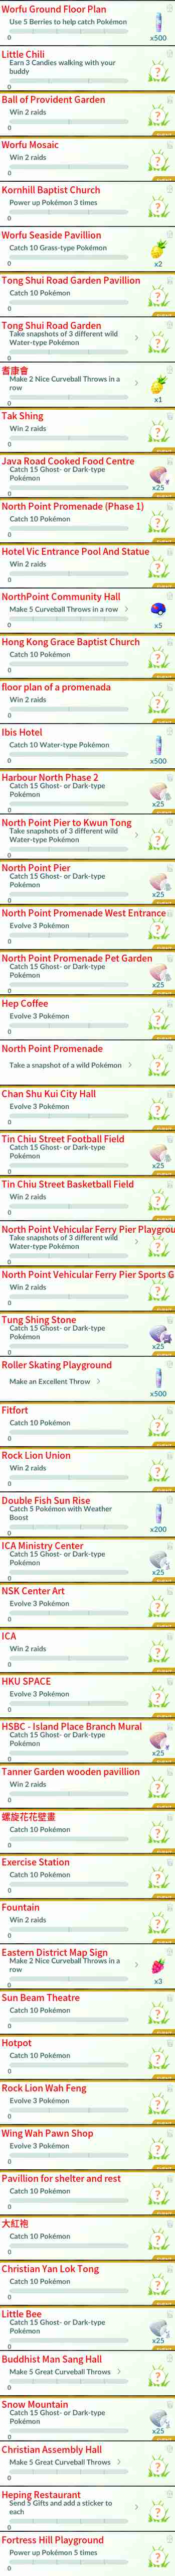 Worfu Ground Floor Plan
Use 5 Berries to help catch Pokémon
0
x500
Little Chili
Earn 3 Candies walking with your
buddy
0
Ball of Provident Garden
Win 2 raids
0
Worfu Mosaic
Win 2 raids
0
Kornhill Baptist Church
Power up Pokémon 3 times
0
Worfu Seaside Pavillion
Catch 10 Grass-type Pokémon
0
x2
Tong Shui Road Garden Pavillion
Catch 10 Pokémon
0
Tong Shui Road Garden
Take snapshots of 3 different wild
Water-type Pokémon
0
耆康會
Make 2 Nice Curveball Throws in a
row
0
x1
Tak Shing
Win 2 raids
0
Java Road Cooked Food Centre
Catch 15 Ghost- or Dark-type
Pokémon
0
x25
North Point Promenade (Phase 1)
Catch 10 Pokémon
0
Hotel Vic Entrance Pool And Statue
Win 2 raids
0
NorthPoint Community Hall
Make 5 Curveball Throws in a row
0
x5
Hong Kong Grace Baptist Church
Catch 10 Pokémon
0
floor plan of a promenada
Win 2 raids
0
Ibis Hotel
Catch 10 Water-type Pokémon
0
x500
Harbour North Phase 2
Catch 15 Ghost- or Dark-type
Pokémon
0
x25
North Point Pier to Kwun Tong
Take snapshots of 3 different wild
Water-type Pokémon
0
North Point Pier
Catch 15 Ghost- or Dark-type
Pokémon
0
x25
North Point Promenade West Entrance
Evolve 3 Pokémon
0
North Point Promenade Pet Garden
Catch 15 Ghost- or Dark-type
Pokémon
0
x25
Hep Coffee
Evolve 3 Pokémon
0
North Point Promenade
Take a snapshot of a wild Pokémon
Chan Shu Kui City Hall
Evolve 3 Pokémon
0
Tin Chiu Street Football Field
Catch 15 Ghost- or Dark-type
Pokémon
0
x25
Tin Chiu Street Basketball Field
Win 2 raids
0
North Point Vehicular Ferry Pier Playgrou
Take snapshots of 3 different wild
Water-type Pokémon
0
North Point Vehicular Ferry Pier Sports G
Win 2 raids
0
Tung Shing Stone
Catch 15 Ghost- or Dark-type
Pokémon
0
x25
Roller Skating Playground
Make an Excellent Throw
x500
Fitfort
Catch 10 Pokémon
0
Rock Lion Union
Win 2 raids
0
Double Fish Sun Rise
Catch 5 Pokémon with Weather
Boost
0
x200
ICA Ministry Center
Catch 15 Ghost- or Dark-type
Pokémon
0
x25
NSK Center Art
Evolve 3 Pokémon
0
ICA
Win 2 raids
0
HKU SPACE
Evolve 3 Pokémon
0
HSBC - Island Place Branch Mural
Catch 15 Ghost- or Dark-type
Pokémon
0
x25
Tanner Garden wooden pavillion
Win 2 raids
0
螺旋花花壁畫
Catch 10 Pokémon
0
Exercise Station
Catch 10 Pokémon
0
Fountain
Win 2 raids
0
Eastern District Map Sign
Make 2 Nice Curveball Throws in a
row
0
x3
Sun Beam Theatre
Catch 10 Pokémon
0
Hotpot
Catch 10 Pokémon
0
Rock Lion Wah Feng
Evolve 3 Pokémon
0
Wing Wah Pawn Shop
Evolve 3 Pokémon
0
Pavillion for shelter and rest
Catch 10 Pokémon
0
大紅袍
Catch 10 Pokémon
0
Christian Yan Lok Tong
Catch 10 Pokémon
0
Little Bee
Catch 15 Ghost- or Dark-type
Pokémon
0
x25
Buddhist Man Sang Hall
Make 5 Great Curveball Throws
0
Snow Mountain
Catch 15 Ghost- or Dark-type
Pokémon
0
x25
Christian Assembly Hall
Make 5 Great Curveball Throws
0
Heping Restaurant
Send 5 Gifts and add a sticker to
each
0
Fortress Hill Playground
Power up Pokémon 5 times
0